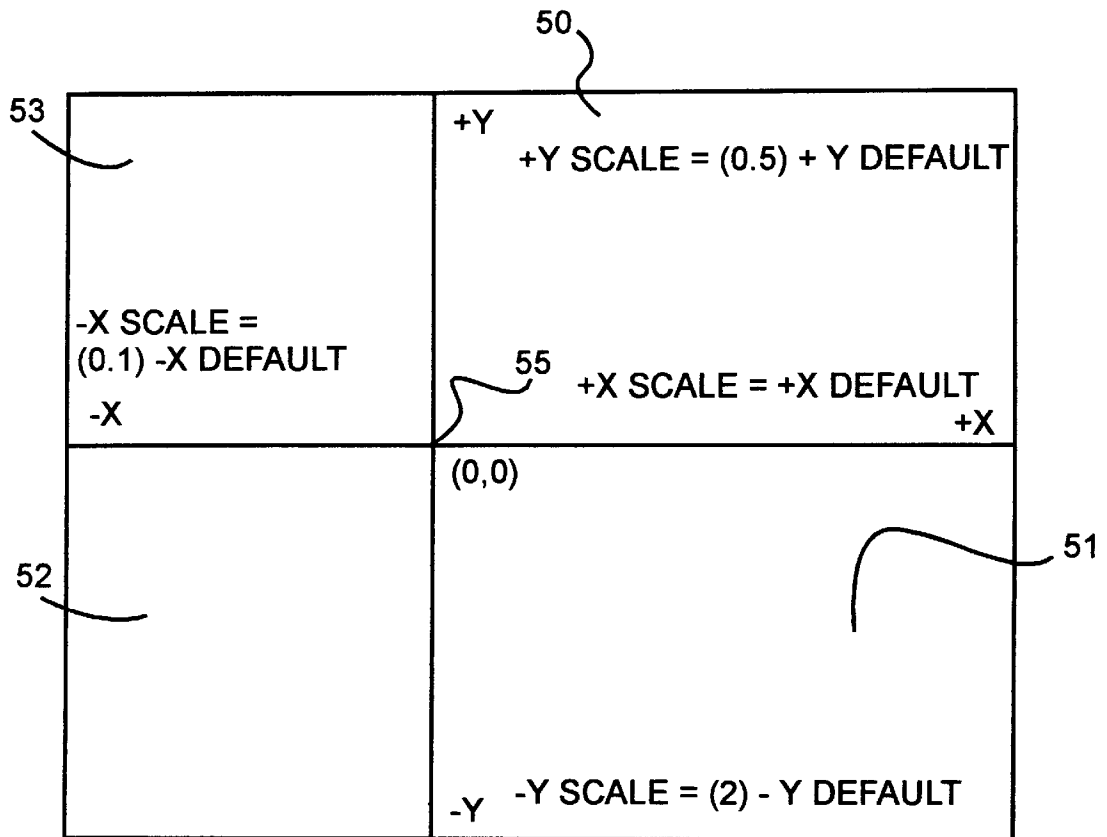 50
53
+Y
+Y SCALE = (0.5) + Y DEFAULT
-X SCALE =
(0.1) -X DEFAULT
55
+X SCALE = +X DEFAULT
-X
+X
(0,0)
51
52
-Y
-Y SCALE = (2) - Y DEFAULT